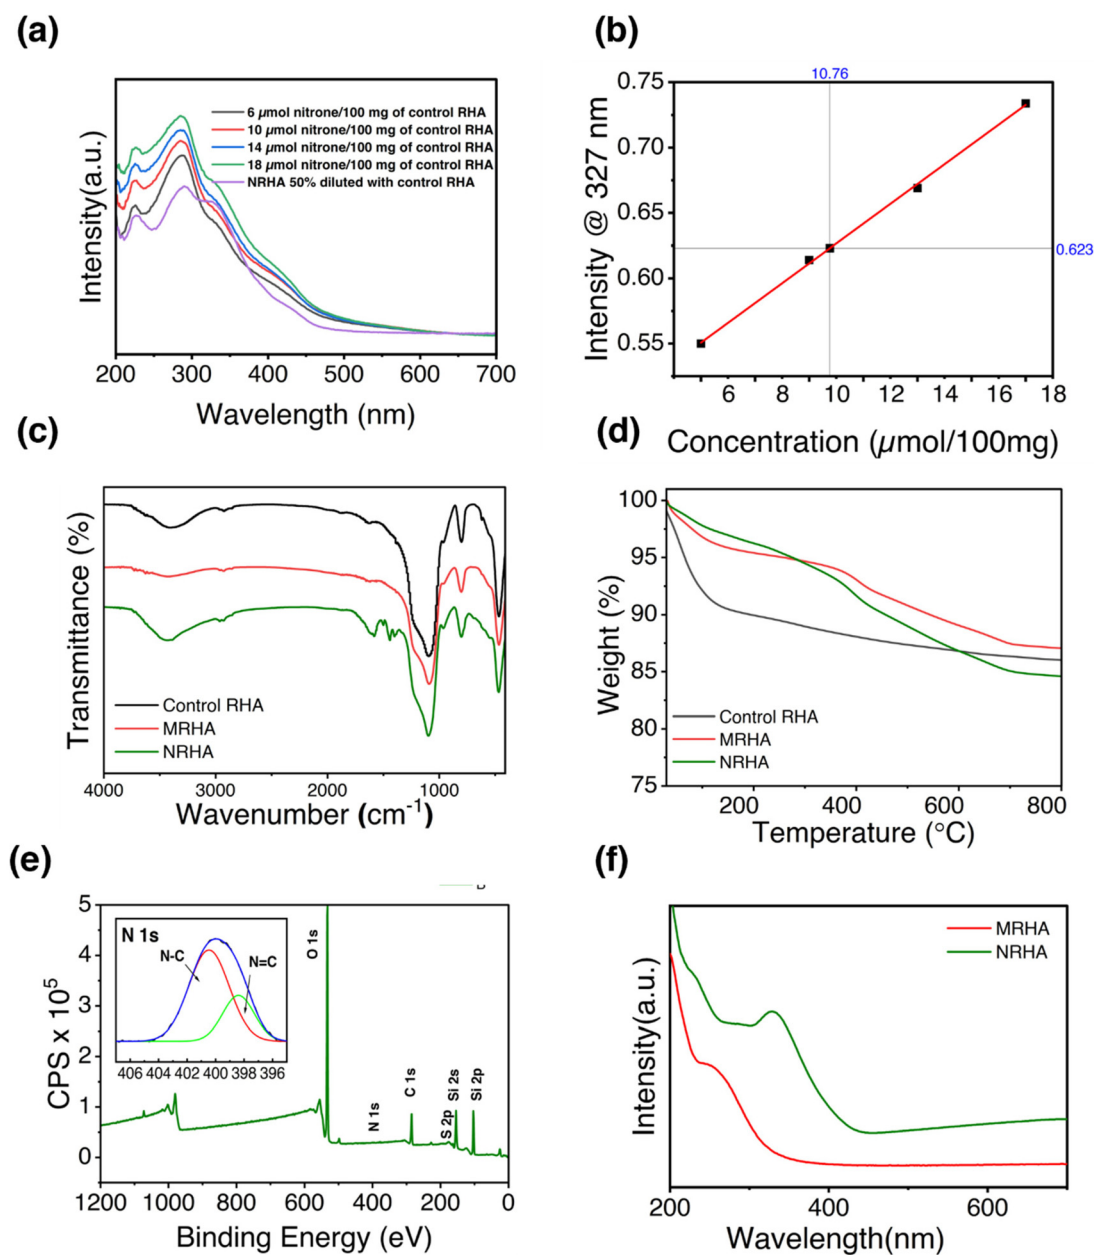 (a)
Intensity(a.u.)
6 µmol nitrone/100 mg of control RHA
10 µmol nitrone/100 mg of control RHA
14 µmol nitrone/100 mg of control RHA
18 µmol nitrone/100 mg of control RHA
NRHA 50% diluted with control RHA
200 300 400 500 600 700
Wavelength (nm)
(b)
10.76
Intensity @ 327 nm
0.75
0.70
0.65
0.60
0.55
0.623
6 8 10 12 14 16 18
Concentration (µmol/100mg)
(c)
Transmittance (%)
Control RHA
MRHA
NRHA
4000 3000 2000 1000
Wavenumber (cm⁻¹)
(d)
Weight (%)
100
95
90
85
80
75
Control RHA
MRHA
NRHA
200 400 600 800
Temperature (°C)
(e)
CPS x 10⁵
5
4
3
2
1
0
N 1s
N-C
N=C
406 404 402 400 398 396
O 1s
N 1s
C 1s
S 2p
Si 2s
Si 2p
1200 1000 800 600 400 200 0
Binding Energy (eV)
(f)
Intensity(a.u.)
MRHA
NRHA
200 400 600
Wavelength(nm)